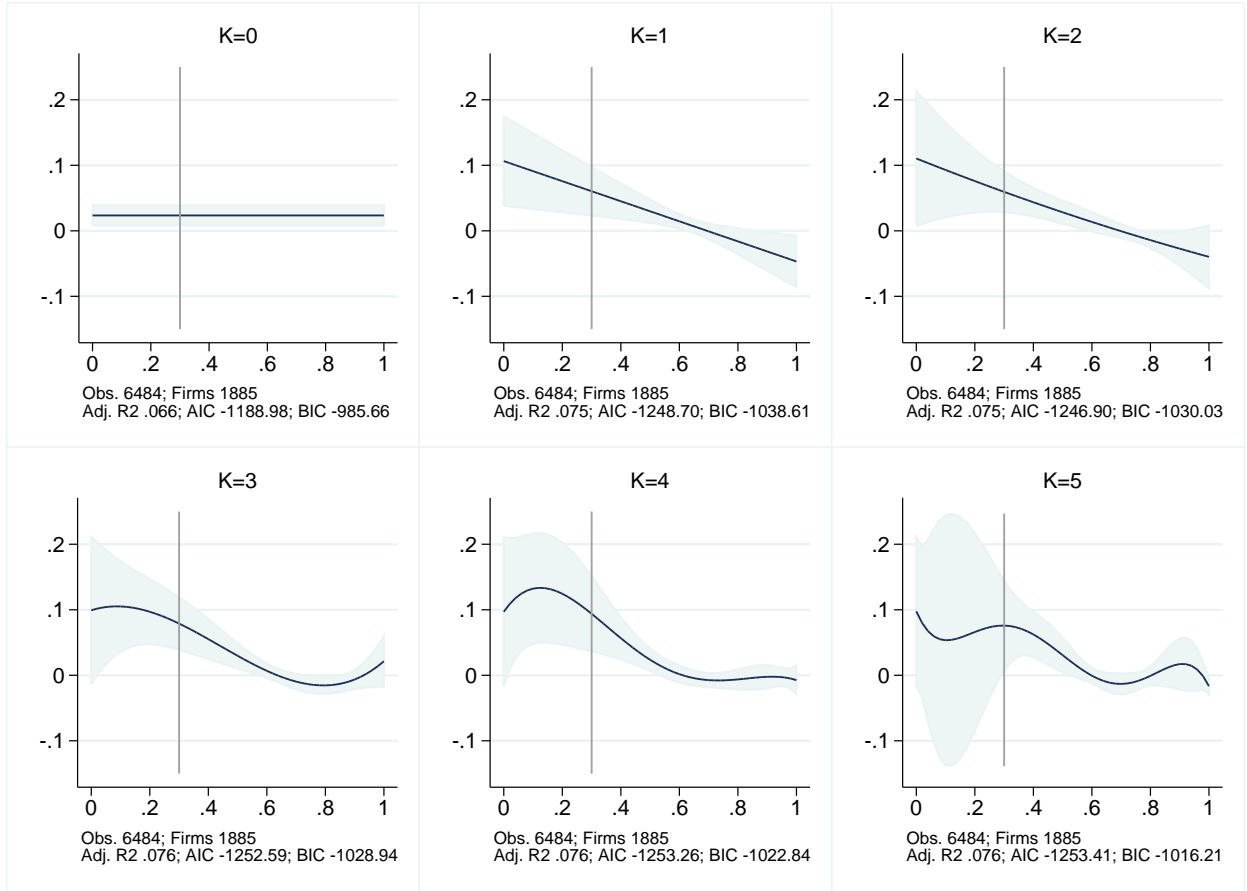 K=0
.2
.1
0
-.1
0 .2 .4 .6 .8 1
Obs. 6484; Firms 1885
Adj. R2 .066; AIC -1188.98; BIC -985.66
K=1
.2
.1
0
-.1
0 .2 .4 .6 .8 1
Obs. 6484; Firms 1885
Adj. R2 .075; AIC -1248.70; BIC -1038.61
K=2
.2
.1
0
-.1
0 .2 .4 .6 .8 1
Obs. 6484; Firms 1885
Adj. R2 .075; AIC -1246.90; BIC -1030.03
K=3
.2
.1
0
-.1
0 .2 .4 .6 .8 1
Obs. 6484; Firms 1885
Adj. R2 .076; AIC -1252.59; BIC -1028.94
K=4
.2
.1
0
-.1
0 .2 .4 .6 .8 1
Obs. 6484; Firms 1885
Adj. R2 .076; AIC -1253.26; BIC -1022.84
K=5
.2
.1
0
-.1
0 .2 .4 .6 .8 1
Obs. 6484; Firms 1885
Adj. R2 .076; AIC -1253.41; BIC -1016.21